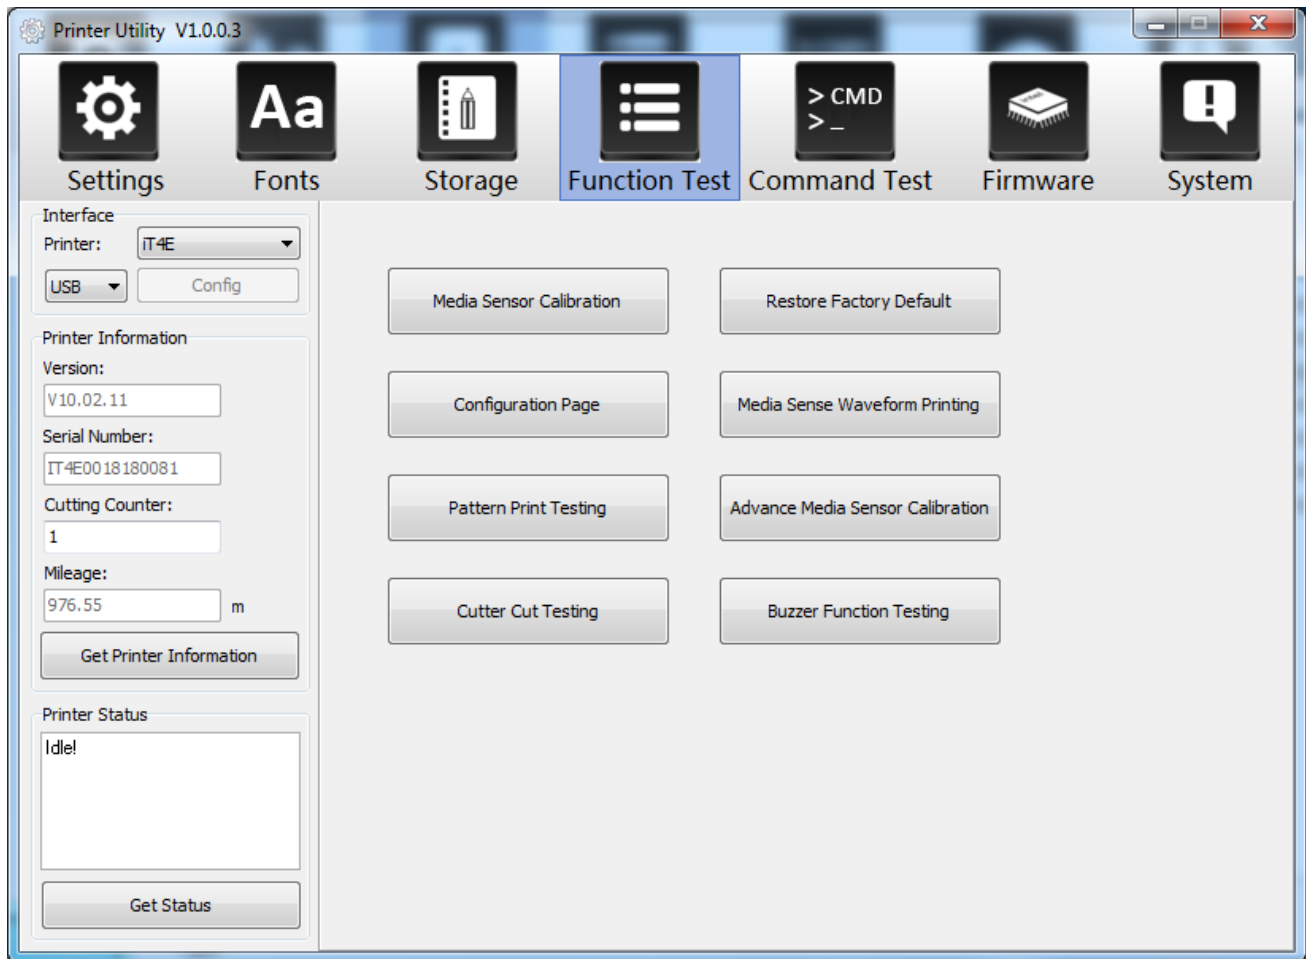 Printer Utility V1.0.0.3
Aa
> CMD
> _
Settings
Fonts
Storage
Function Test
Command Test
Firmware
System
Interface
Printer: iT4E
USB Config
Printer Information
Version:
V10.02.11
Serial Number:
IT4E0018180081
Cutting Counter:
1
Mileage:
976.55 m
Get Printer Information
Printer Status
Idle!
Get Status
Media Sensor Calibration
Restore Factory Default
Configuration Page
Media Sense Waveform Printing
Pattern Print Testing
Advance Media Sensor Calibration
Cutter Cut Testing
Buzzer Function Testing